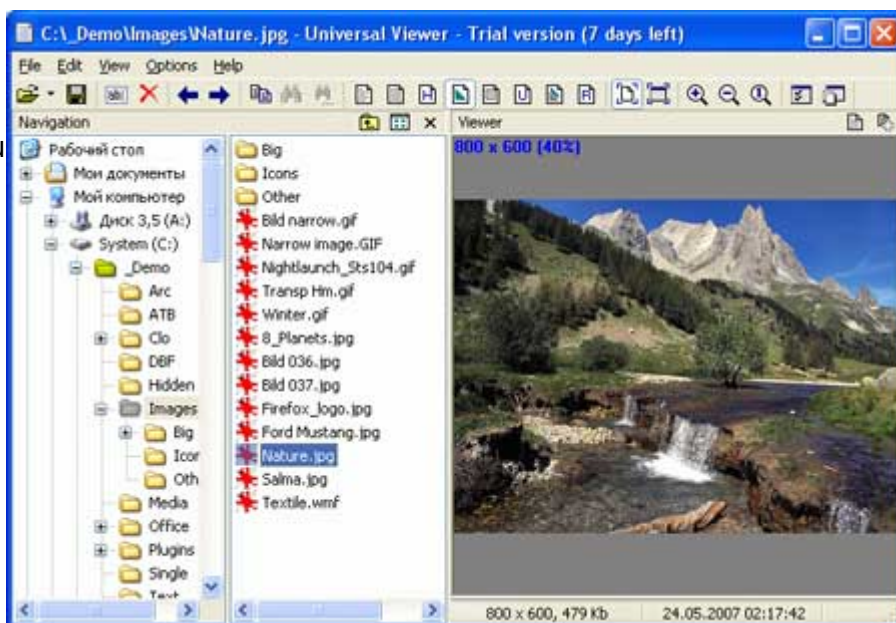 C:\_Demo\Images\Nature.jpg - Universal Viewer - Trial version (7 days left)
File Edit View Options Help
Navigation
Рабочий стол
Мои документы
Мой компьютер
Диск 3,5 (A:)
System (C:)
_Demo
Arc
ATB
Clo
DBF
Hidden
Images
Big
Icor
Oth
Media
Office
Plugins
Single
Text
Big
Icons
Other
Bild narrow.gif
Narrow image.GIF
Nightlaunch_Sts104.gif
Transp Hm.gif
Winter.gif
8_Planets.jpg
Bild 036.jpg
Bild 037.jpg
Firefox_logo.jpg
Ford Mustang.jpg
Nature.jpg
Salma.jpg
Textile.wmf
Viewer
800 x 600 (40%)
800 x 600, 479 Kb 24.05.2007 02:17:42